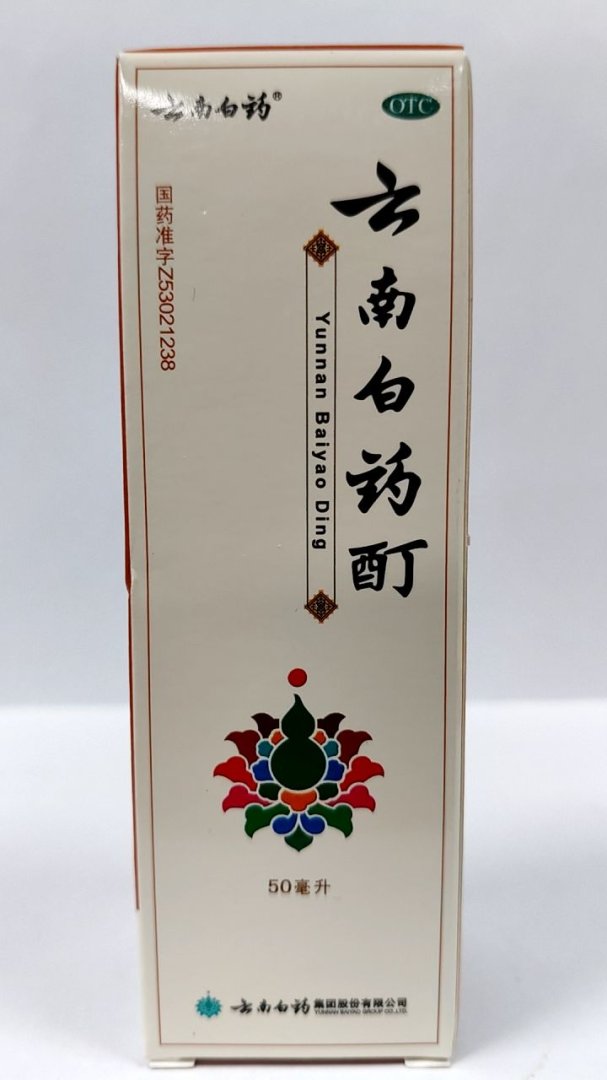 云南白药®
OTC
国药准字Z53021238
云南白药酊
Yunnan Baiyao Ding
50毫升
云南白药 集团股份有限公司
YUNNAN BAIYAO GROUP CO.,LTD.